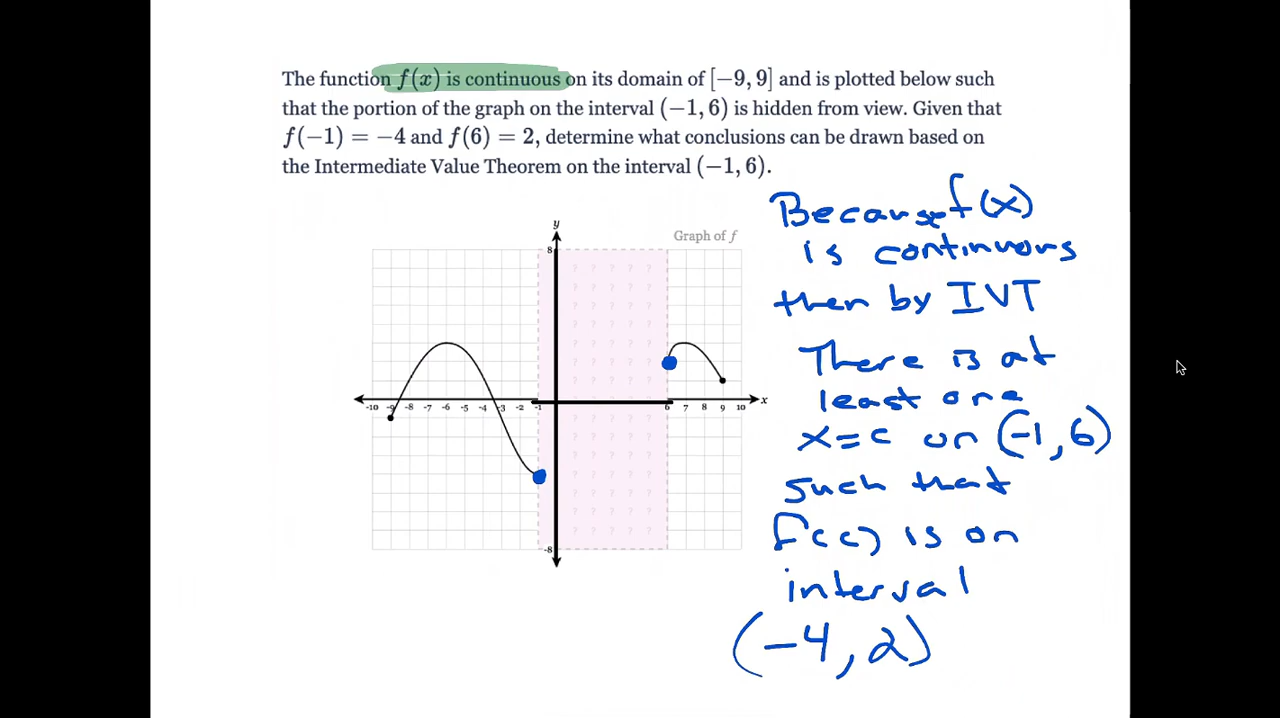 The function f(x) is continuous on its domain of [−9, 9] and is plotted below such
that the portion of the graph on the interval (−1, 6) is hidden from view. Given that
f(−1) = −4 and f(6) = 2, determine what conclusions can be drawn based on
the Intermediate Value Theorem on the interval (−1, 6).
y
Graph of f
8
? ? ? ? ?
? ? ? ? ?
? ? ? ? ?
? ? ? ? ?
? ? ? ? ?
? ? ? ? ?
? ? ? ? ?
? ? ? ? ?
-10 -9 -8 -7 -6 -5 -4 -3 -2 -1 6 7 8 9 10 x
? ? ? ? ?
? ? ? ? ?
? ? ? ? ?
? ? ? ? ?
? ? ? ? ?
? ? ? ? ?
? ? ? ? ?
-8
Because f(x)
is continuous
then by IVT
There is at
least one
x=c on (-1,6)
such that
f(c) is on
interval
(-4,2)